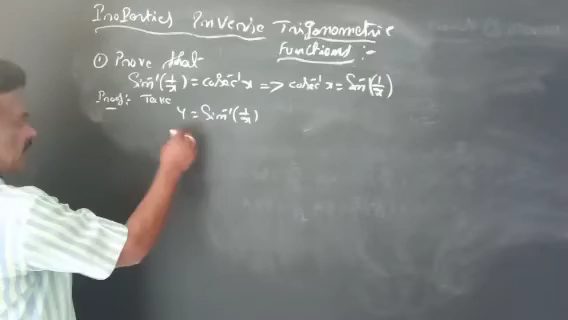 Properties Inverse Trigonometric
Functions :-
① Prove that
Sin⁻¹(1/x) = cosec⁻¹x => cosec⁻¹x = Sin⁻¹(1/x)
Proof: Take
y = Sin⁻¹(1/x)